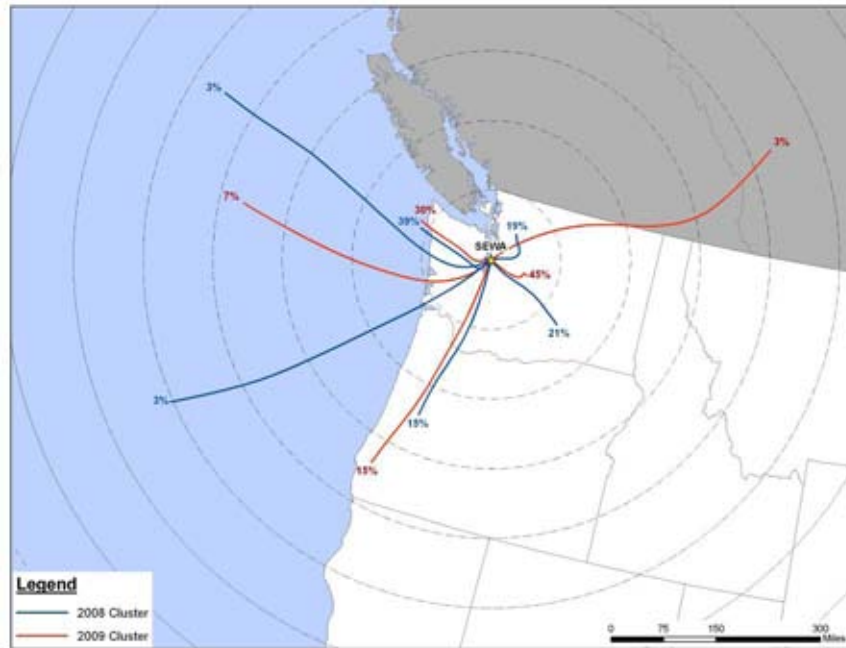 3%
3%
7%
30%
39%
19%
SEWA
45%
21%
3%
15%
15%
Legend
2008 Cluster
2009 Cluster
0 75 150 300
Miles